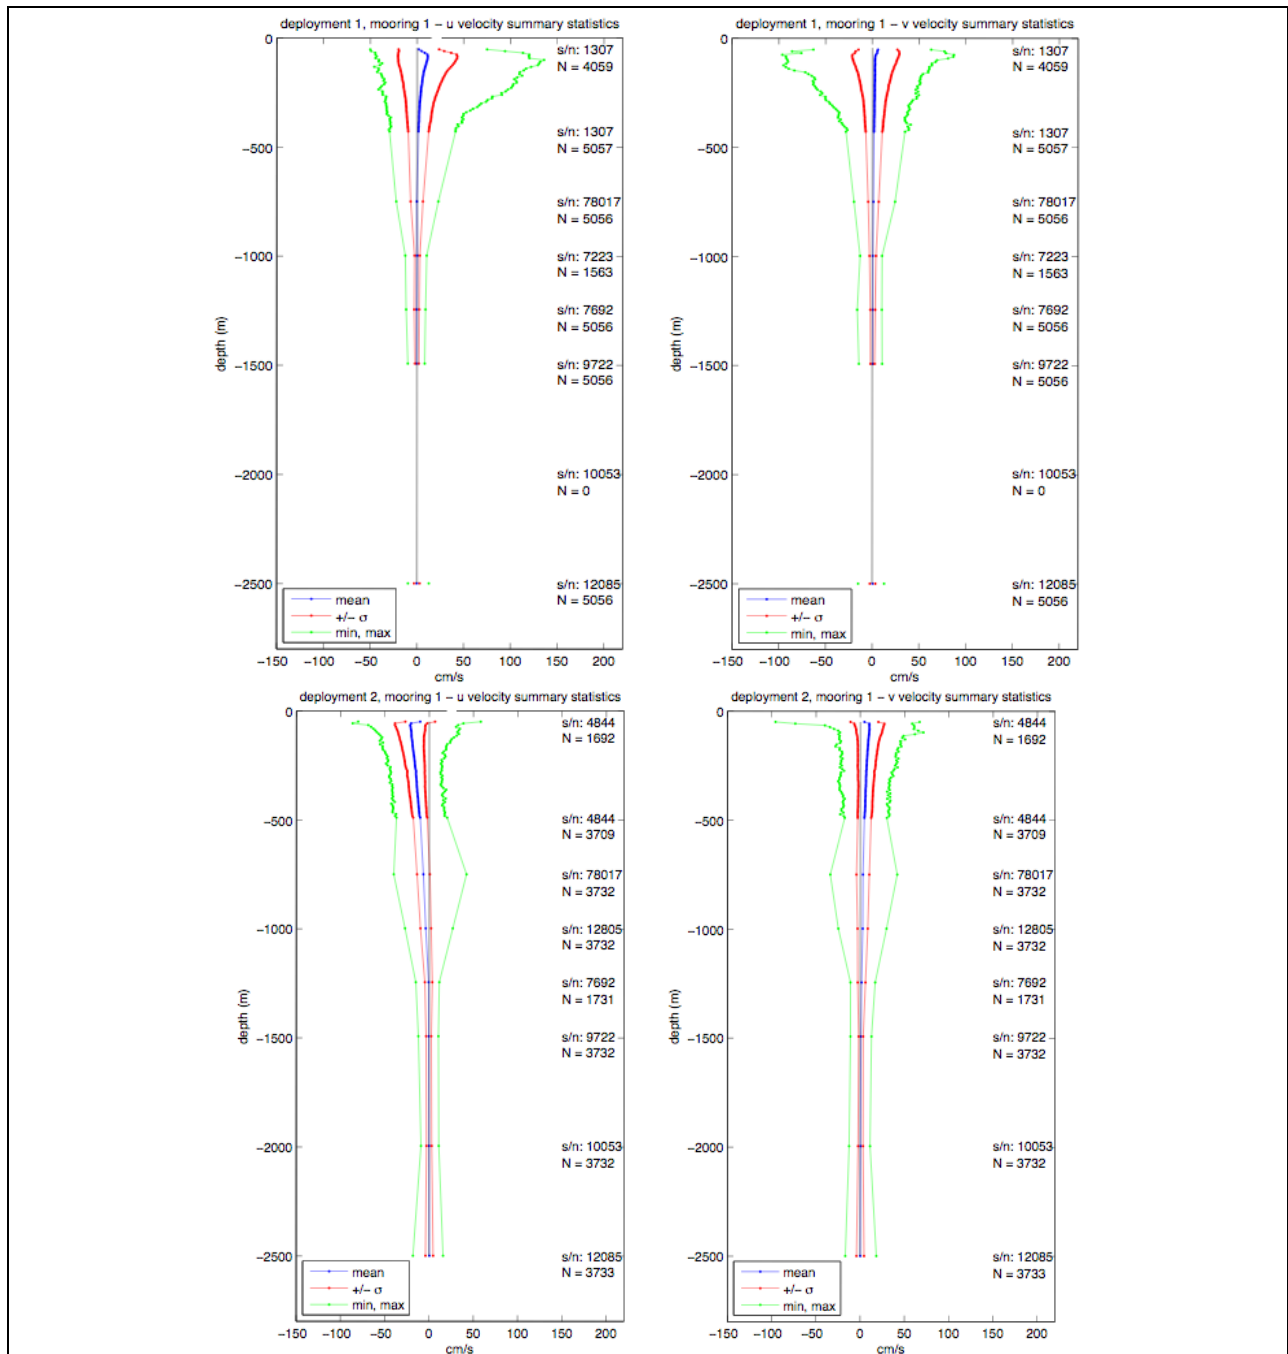 deployment 1, mooring 1 – u velocity summary statistics
0
−500
−1000
−1500
−2000
−2500
depth (m)
s/n: 1307
N = 4059
s/n: 1307
N = 5057
s/n: 78017
N = 5056
s/n: 7223
N = 1563
s/n: 7692
N = 5056
s/n: 9722
N = 5056
s/n: 10053
N = 0
s/n: 12085
N = 5056
mean
+/− σ
min, max
−150 −100 −50 0 50 100 150 200
cm/s
deployment 1, mooring 1 – v velocity summary statistics
0
−500
−1000
−1500
−2000
−2500
depth (m)
s/n: 1307
N = 4059
s/n: 1307
N = 5057
s/n: 78017
N = 5056
s/n: 7223
N = 1563
s/n: 7692
N = 5056
s/n: 9722
N = 5056
s/n: 10053
N = 0
s/n: 12085
N = 5056
mean
+/− σ
min, max
−150 −100 −50 0 50 100 150 200
cm/s
deployment 2, mooring 1 – u velocity summary statistics
0
−500
−1000
−1500
−2000
−2500
depth (m)
s/n: 4844
N = 1692
s/n: 4844
N = 3709
s/n: 78017
N = 3732
s/n: 12805
N = 3732
s/n: 7692
N = 1731
s/n: 9722
N = 3732
s/n: 10053
N = 3732
s/n: 12085
N = 3733
mean
+/− σ
min, max
−150 −100 −50 0 50 100 150 200
cm/s
deployment 2, mooring 1 – v velocity summary statistics
0
−500
−1000
−1500
−2000
−2500
depth (m)
s/n: 4844
N = 1692
s/n: 4844
N = 3709
s/n: 78017
N = 3732
s/n: 12805
N = 3732
s/n: 7692
N = 1731
s/n: 9722
N = 3732
s/n: 10053
N = 3732
s/n: 12085
N = 3733
mean
+/− σ
min, max
−150 −100 −50 0 50 100 150 200
cm/s